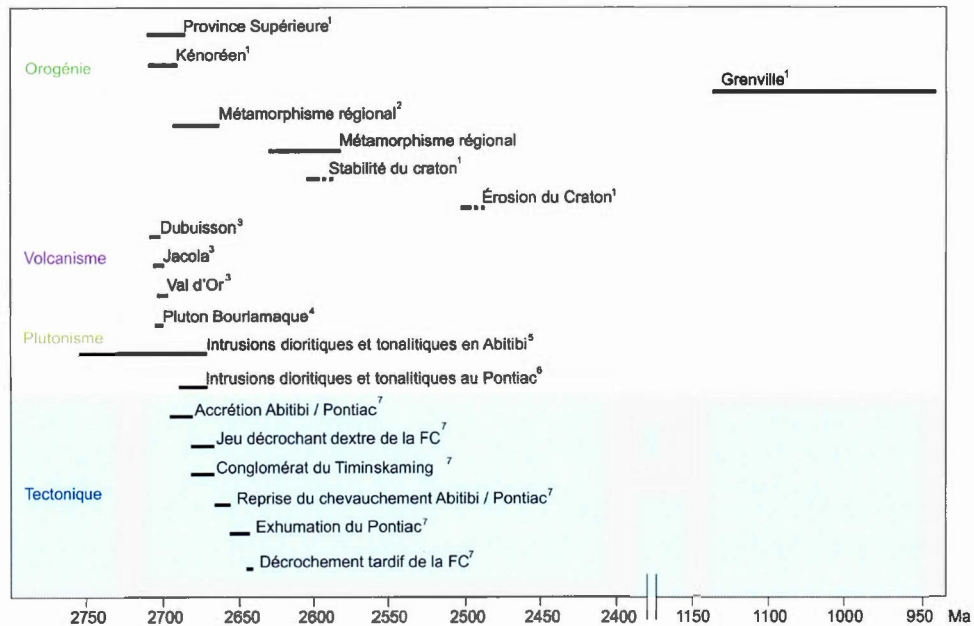 Province Supérieure¹
Kénoréen¹
Orogénie
Grenville¹
Métamorphisme régional²
Métamorphisme régional
Stabilité du craton¹
Érosion du Craton¹
Dubuisson³
Volcanisme
Jacola³
Val d'Or³
Pluton Bourlamaque⁴
Plutonisme
Intrusions dioritiques et tonalitiques en Abitibi⁵
Intrusions dioritiques et tonalitiques au Pontiac⁶
Accrétion Abitibi / Pontiac⁷
Jeu décrochant dextre de la FC⁷
Conglomérat du Timinskaming ⁷
Tectonique
Reprise du chevauchement Abitibi / Pontiac⁷
Exhumation du Pontiac⁷
Décrochement tardif de la FC⁷
2750 2700 2650 2600 2550 2500 2450 2400 1150 1100 1000 950 Ma